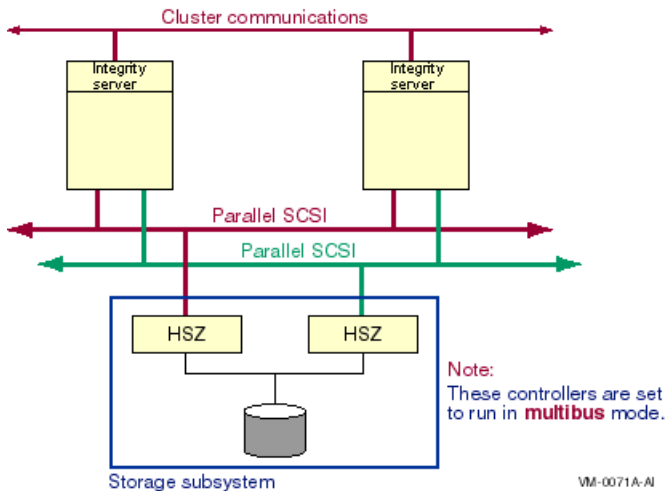 Cluster communications
Integrity
server
Integrity
server
Parallel SCSI
Parallel SCSI
HSZ
HSZ
Note:
These controllers are set
to run in multibus mode.
Storage subsystem
VM-0071A-AI